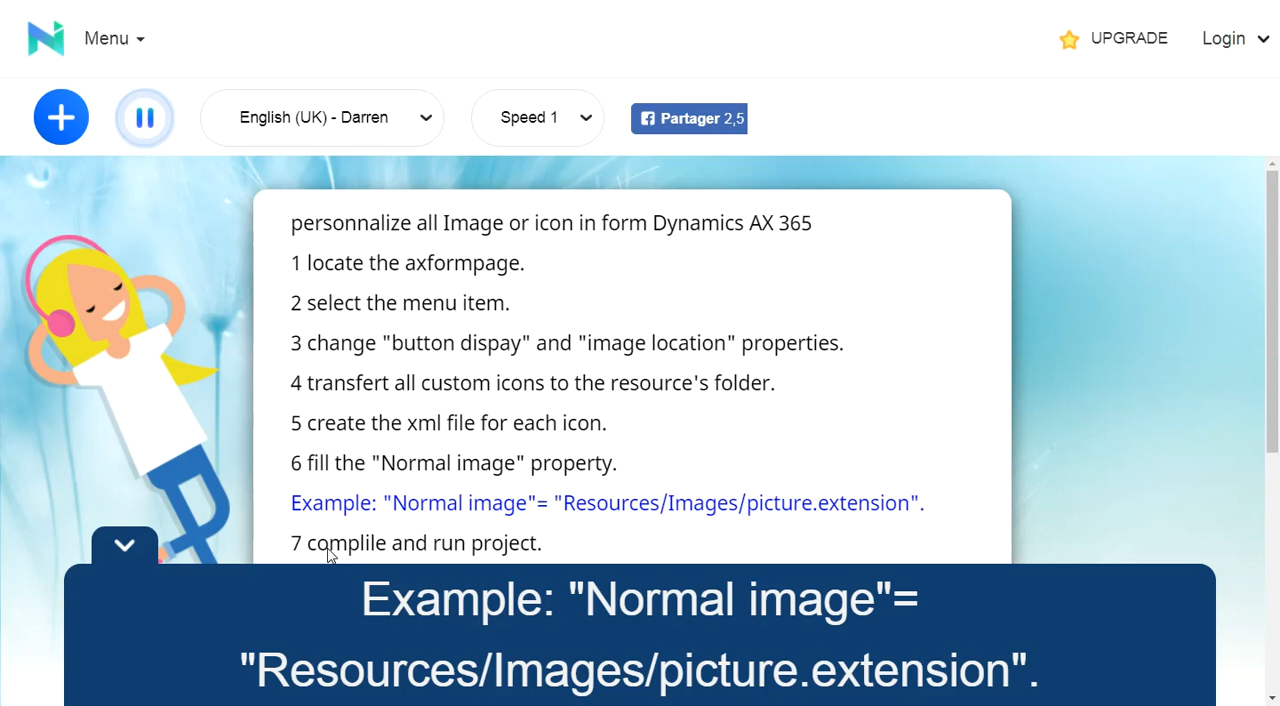 Menu
UPGRADE
Login
English (UK) - Darren
Speed 1
Partager 2,5
personnalize all Image or icon in form Dynamics AX 365
1 locate the axformpage.
2 select the menu item.
3 change "button dispay" and "image location" properties.
4 transfert all custom icons to the resource's folder.
5 create the xml file for each icon.
6 fill the "Normal image" property.
Example: "Normal image"= "Resources/Images/picture.extension".
7 complile and run project.
Example: "Normal image"=
"Resources/Images/picture.extension".